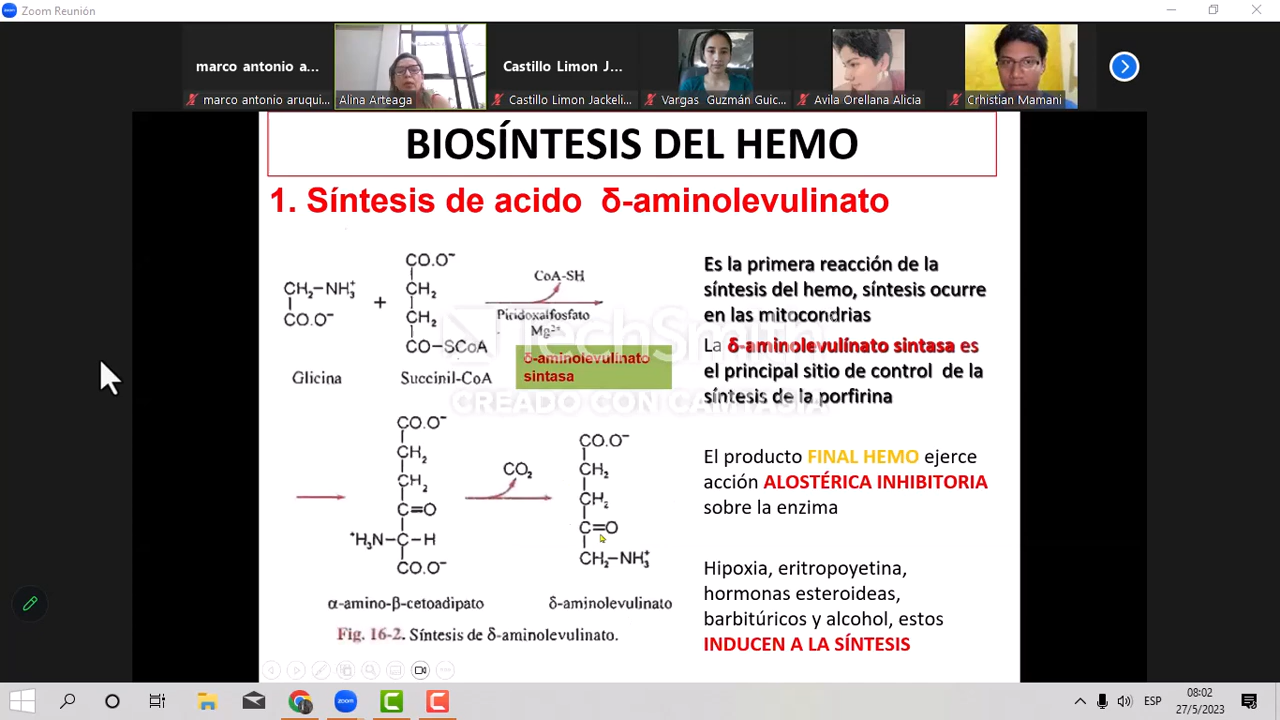 Zoom Reunión
marco antonio a...
Castillo Limon J...
marco antonio aruqui...
Alina Arteaga
Castillo Limon Jackeli...
Vargas Guzmán Guic...
Avila Orellana Alicia
Crhistian Mamani
BIOSÍNTESIS DEL HEMO
1. Síntesis de acido δ-aminolevulinato
CO.O⁻
CH₂
CH₂
CO–SCoA
CH₂–NH₃⁺
CO.O⁻
+
Glicina
Succinil-CoA
CoA-SH
Piridoxalfosfato
Mg²⁺
δ-aminolevulinato
sintasa
Es la primera reacción de la
síntesis del hemo, síntesis ocurre
en las mitocondrias
La δ-aminolevulínato sintasa es
el principal sitio de control de la
síntesis de la porfirina
TechSmith
CREADO CON CAMTASIA
CO.O⁻
CH₂
CH₂
C=O
⁺H₃N–C–H
CO.O⁻
α-amino-β-cetoadipato
CO₂
CO.O⁻
CH₂
CH₂
C=O
CH₂–NH₃⁺
δ-aminolevulinato
Fig. 16-2. Síntesis de δ-aminolevulinato.
El producto FINAL HEMO ejerce
acción ALOSTÉRICA INHIBITORIA
sobre la enzima
Hipoxia, eritropoyetina,
hormonas esteroideas,
barbitúricos y alcohol, estos
INDUCEN A LA SÍNTESIS
zoom
ESP
08:02
27/5/2023